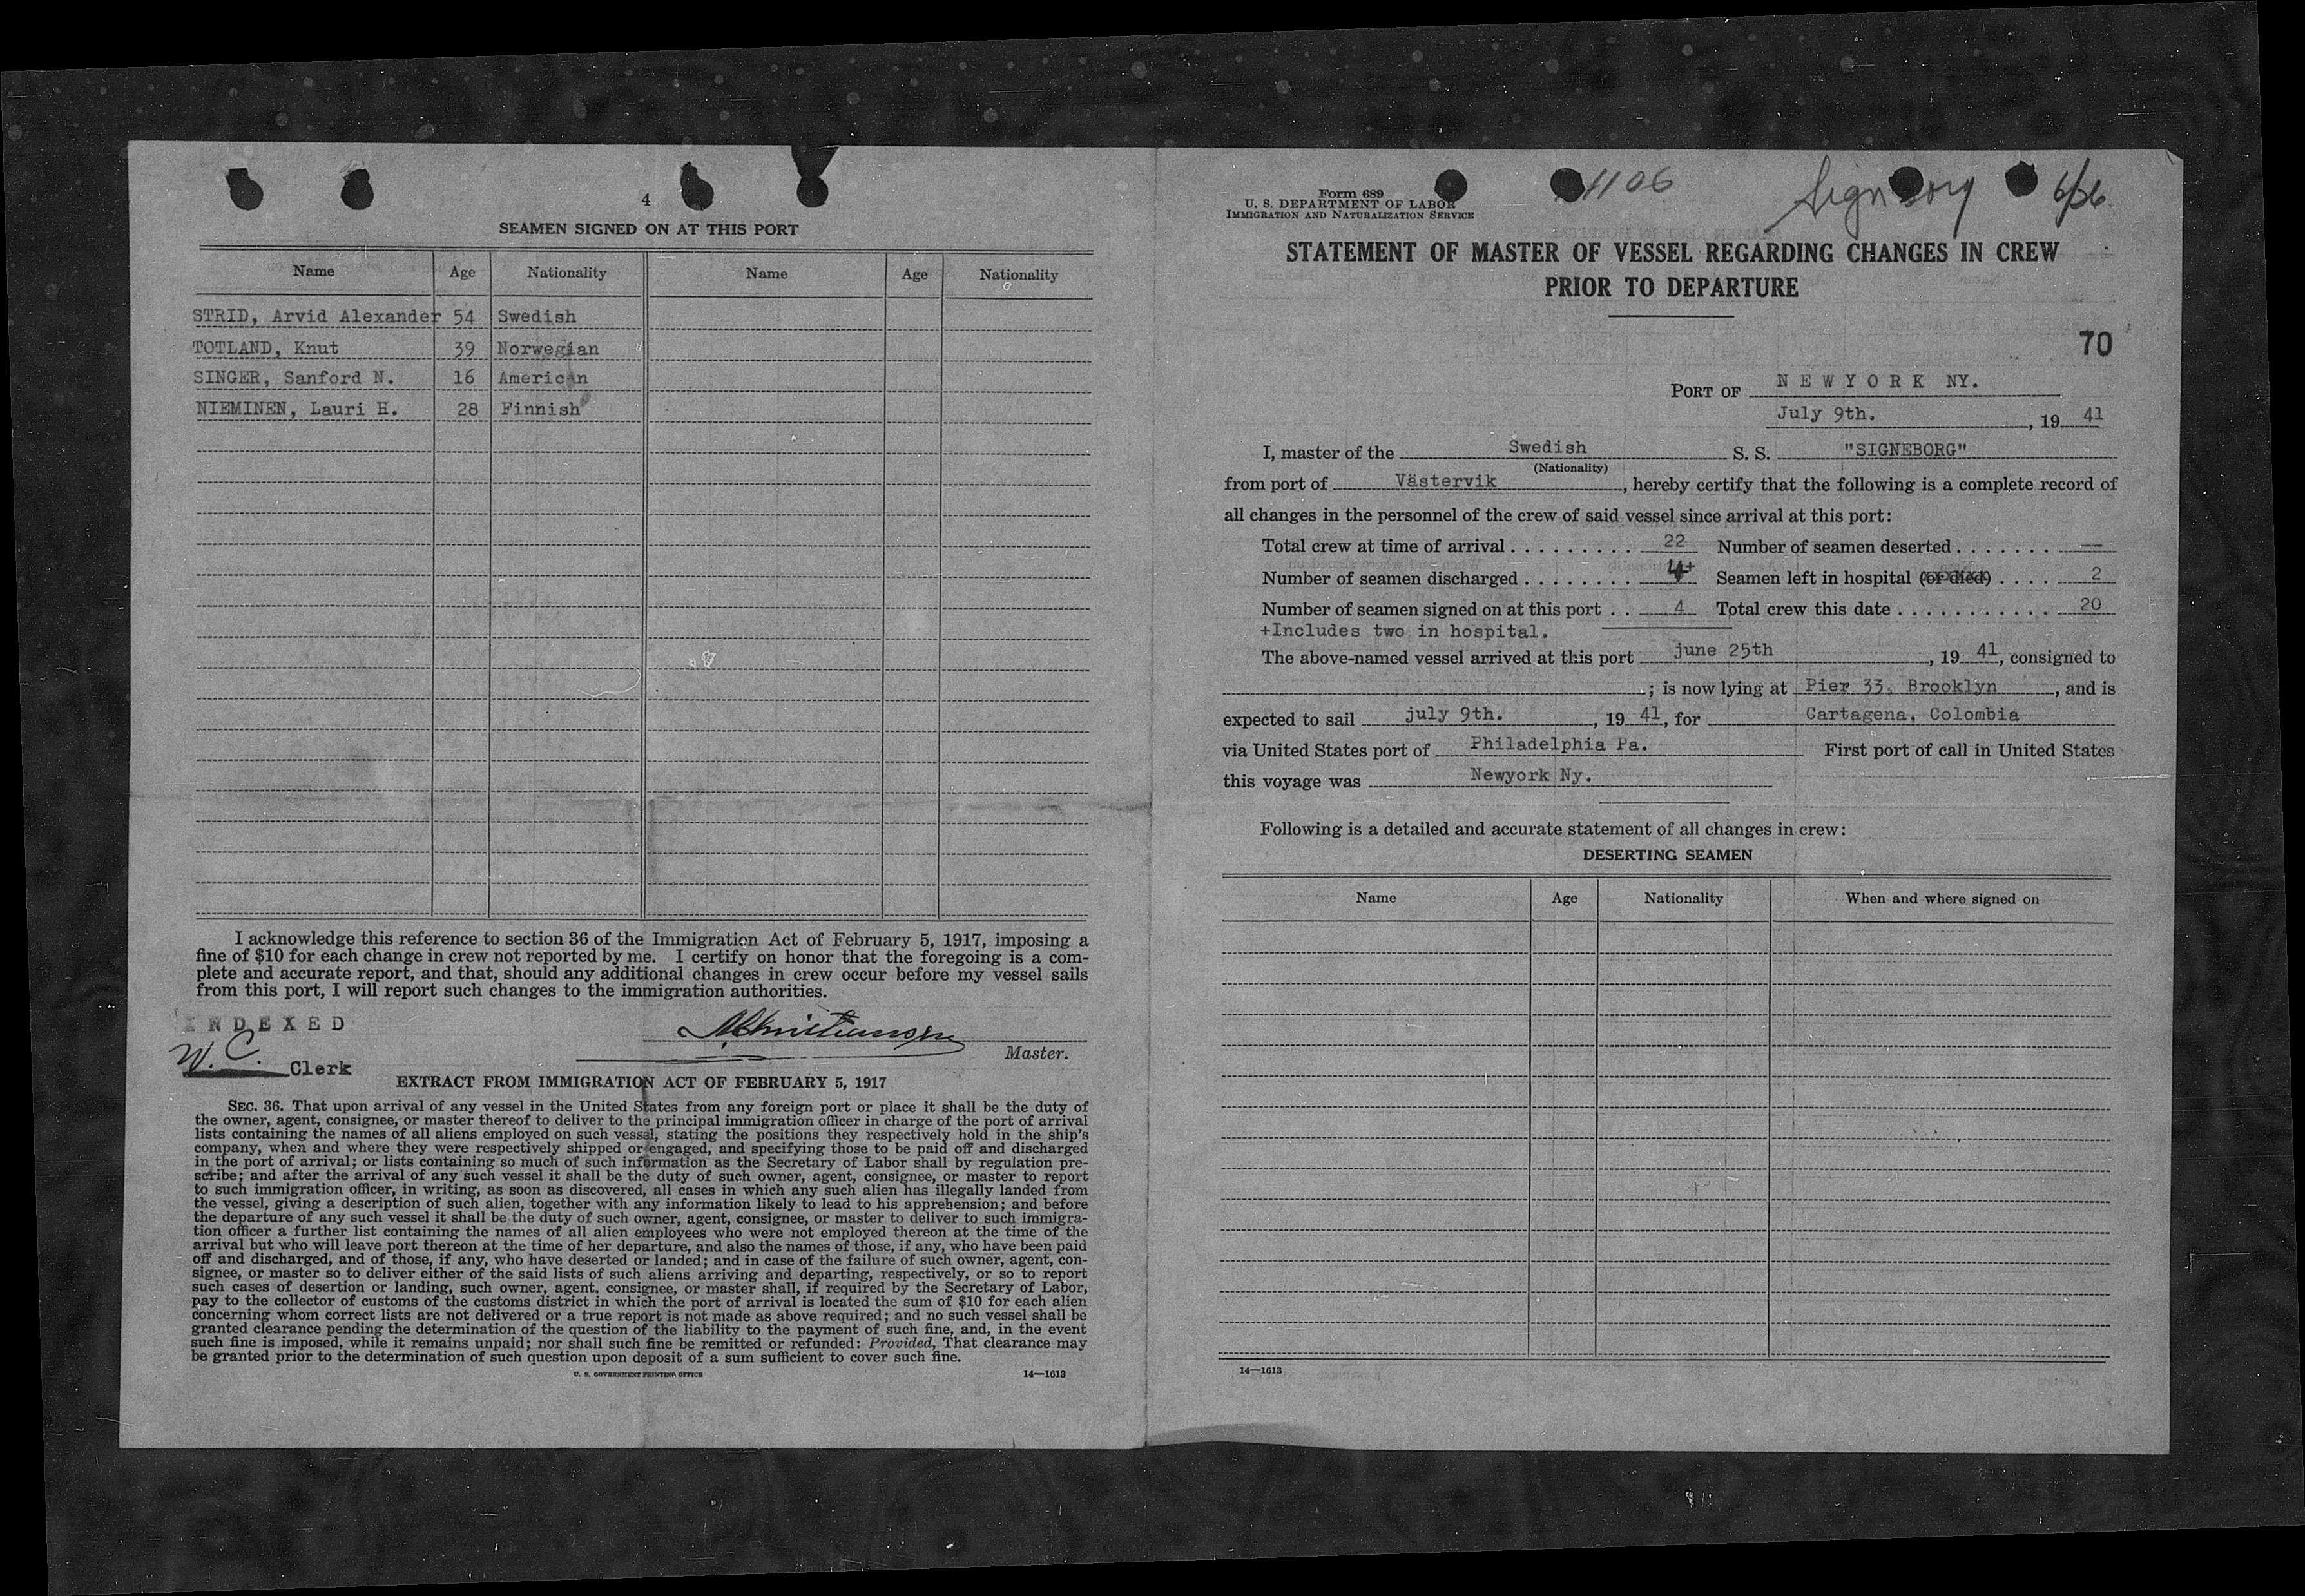 4
SEAMEN SIGNED ON AT THIS PORT
Name Age Nationality Name Age Nationality
STRID, Arvid Alexander 54 Swedish
TOTLAND, Knut 39 Norwegian
SINGER, Sanford N. 16 American
NIEMINEN, Lauri H. 28 Finnish
I acknowledge this reference to section 36 of the Immigration Act of February 5, 1917, imposing a
fine of $10 for each change in crew not reported by me. I certify on honor that the foregoing is a com-
plete and accurate report, and that, should any additional changes in crew occur before my vessel sails
from this port, I will report such changes to the immigration authorities.
INDEXED
W. C. Clerk
Master.
EXTRACT FROM IMMIGRATION ACT OF FEBRUARY 5, 1917
SEC. 36. That upon arrival of any vessel in the United States from any foreign port or place it shall be the duty of
the owner, agent, consignee, or master thereof to deliver to the principal immigration officer in charge of the port of arrival
lists containing the names of all aliens employed on such vessel, stating the positions they respectively hold in the ship's
company, when and where they were respectively shipped or engaged, and specifying those to be paid off and discharged
in the port of arrival; or lists containing so much of such information as the Secretary of Labor shall by regulation pre-
scribe; and after the arrival of any such vessel it shall be the duty of such owner, agent, consignee, or master to report
to such immigration officer, in writing, as soon as discovered, all cases in which any such alien has illegally landed from
the vessel, giving a description of such alien, together with any information likely to lead to his apprehension; and before
the departure of any such vessel it shall be the duty of such owner, agent, consignee, or master to deliver to such immigra-
tion officer a further list containing the names of all alien employees who were not employed thereon at the time of the
arrival but who will leave port thereon at the time of her departure, and also the names of those, if any, who have been paid
off and discharged, and of those, if any, who have deserted or landed; and in case of the failure of such owner, agent, con-
signee, or master so to deliver either of the said lists of such aliens arriving and departing, respectively, or so to report
such cases of desertion or landing, such owner, agent, consignee, or master shall, if required by the Secretary of Labor,
pay to the collector of customs of the customs district in which the port of arrival is located the sum of $10 for each alien
concerning whom correct lists are not delivered or a true report is not made as above required; and no such vessel shall be
granted clearance pending the determination of the question of the liability to the payment of such fine, and, in the event
such fine is imposed, while it remains unpaid; nor shall such fine be remitted or refunded: Provided, That clearance may
be granted prior to the determination of such question upon deposit of a sum sufficient to cover such fine.
U. S. GOVERNMENT PRINTING OFFICE 14—1613
Form 689
U. S. DEPARTMENT OF LABOR
IMMIGRATION AND NATURALIZATION SERVICE
1106
Signeborg
STATEMENT OF MASTER OF VESSEL REGARDING CHANGES IN CREW
PRIOR TO DEPARTURE
70
PORT OF NEWYORK NY.
July 9th., 19 41
I, master of the Swedish S. S. "SIGNEBORG"
(Nationality)
from port of Västervik, hereby certify that the following is a complete record of
all changes in the personnel of the crew of said vessel since arrival at this port:
Total crew at time of arrival . . . . . . . . . 22 Number of seamen deserted . . . . . . . —
Number of seamen discharged . . . . . . . . 4+ Seamen left in hospital (or died) . . . . 2
Number of seamen signed on at this port . . 4 Total crew this date . . . . . . . . . . . 20
+Includes two in hospital.
The above-named vessel arrived at this port june 25th, 19 41, consigned to
; is now lying at Pier 33. Brooklyn, and is
expected to sail july 9th., 19 41, for Cartagena, Colombia
via United States port of Philadelphia Pa. First port of call in United States
this voyage was Newyork Ny.
Following is a detailed and accurate statement of all changes in crew:
DESERTING SEAMEN
Name Age Nationality When and where signed on
14—1613